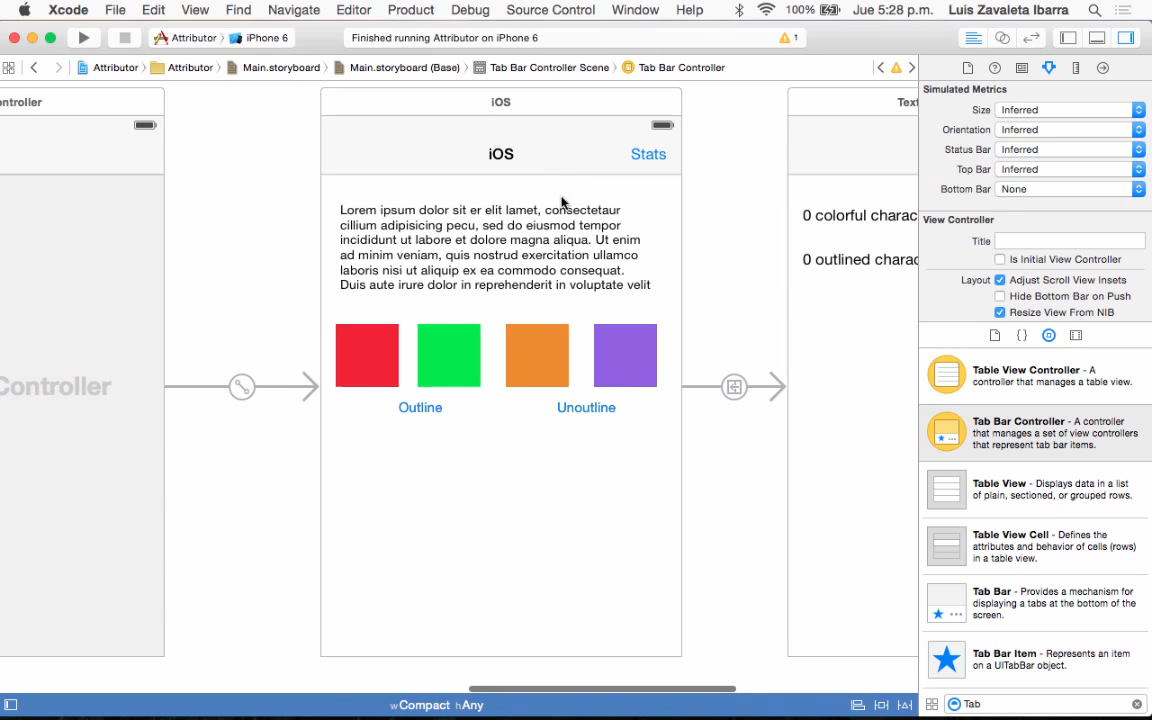 Xcode File Edit View Find Navigate Editor Product Debug Source Control Window Help 100% Jue 5:28 p.m. Luis Zavaleta Ibarra
Attributor iPhone 6
Finished running Attributor on iPhone 6 1
Attributor Attributor Main.storyboard Main.storyboard (Base) Tab Bar Controller Scene Tab Bar Controller
ntroller
iOS
Text
iOS
Stats
Lorem ipsum dolor sit er elit lamet, consectetaur
cillium adipisicing pecu, sed do eiusmod tempor
incididunt ut labore et dolore magna aliqua. Ut enim
ad minim veniam, quis nostrud exercitation ullamco
laboris nisi ut aliquip ex ea commodo consequat.
Duis aute irure dolor in reprehenderit in voluptate velit
Outline
Unoutline
Controller
0 colorful charac
0 outlined charac
wCompact hAny
Simulated Metrics
Size Inferred
Orientation Inferred
Status Bar Inferred
Top Bar Inferred
Bottom Bar None
View Controller
Title
Is Initial View Controller
Layout Adjust Scroll View Insets
Hide Bottom Bar on Push
Resize View From NIB
{}
Table View Controller - A
controller that manages a table view.
Tab Bar Controller - A controller
that manages a set of view controllers
that represent tab bar items.
Table View - Displays data in a list
of plain, sectioned, or grouped rows.
Table View Cell - Defines the
attributes and behavior of cells (rows)
in a table view.
Tab Bar - Provides a mechanism for
displaying a tabs at the bottom of the
screen.
Tab Bar Item - Represents an item
on a UITabBar object.
Tab